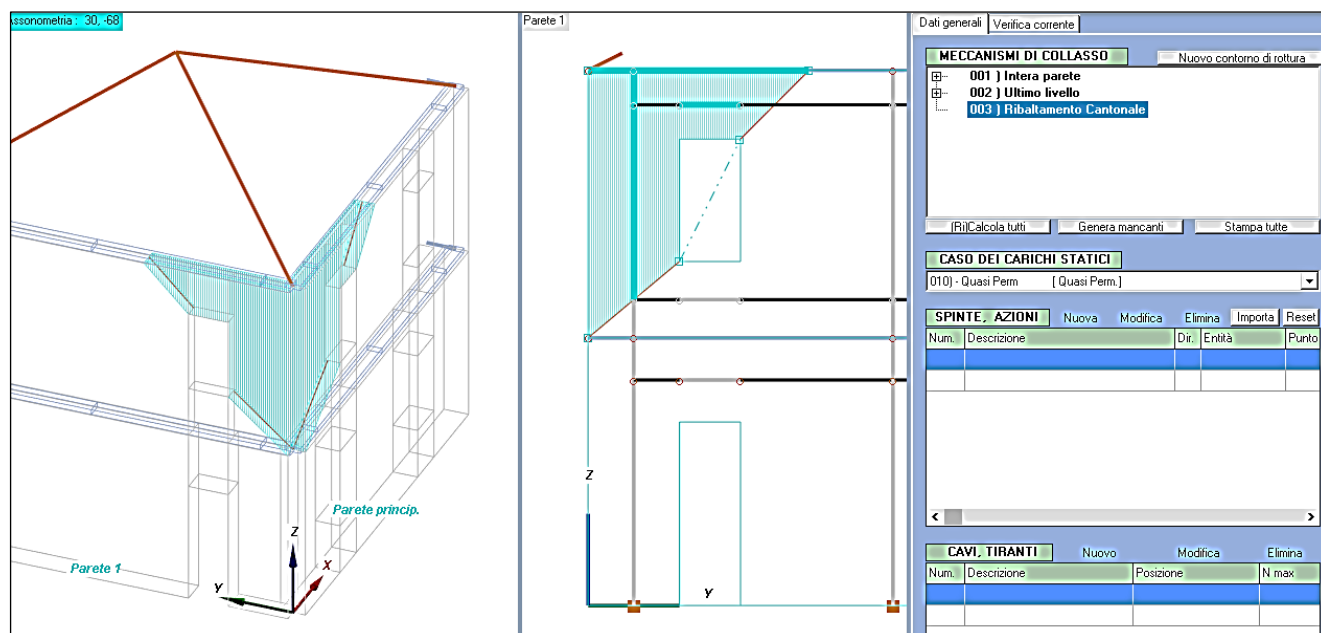 ssonometria : 30, -68
Parete princip.
Parete 1
Z
X
Y
Parete 1
Z
Y
Dati generali
Verifica corrente
MECCANISMI DI COLLASSO
Nuovo contorno di rottura
001 ) Intera parete
002 ) Ultimo livello
003 ) Ribaltamento Cantonale
(Ri)Calcola tutti
Genera mancanti
Stampa tutte
CASO DEI CARICHI STATICI
010) - Quasi Perm [ Quasi Perm.]
SPINTE, AZIONI Nuova Modifica Elimina Importa Reset
Num. Descrizione Dir. Entità Punto
CAVI, TIRANTI Nuovo Modifica Elimina
Num. Descrizione Posizione N max